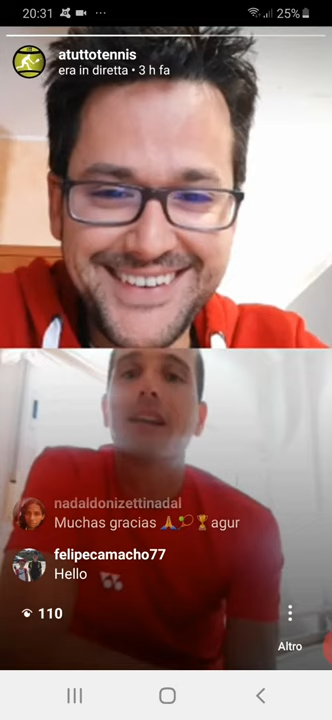 20:31
25%
atuttotennis
era in diretta • 3 h fa
nadaldonizettinadal
Muchas gracias 🙏🎾🏆 agur
felipecamacho77
Hello
110
Altro